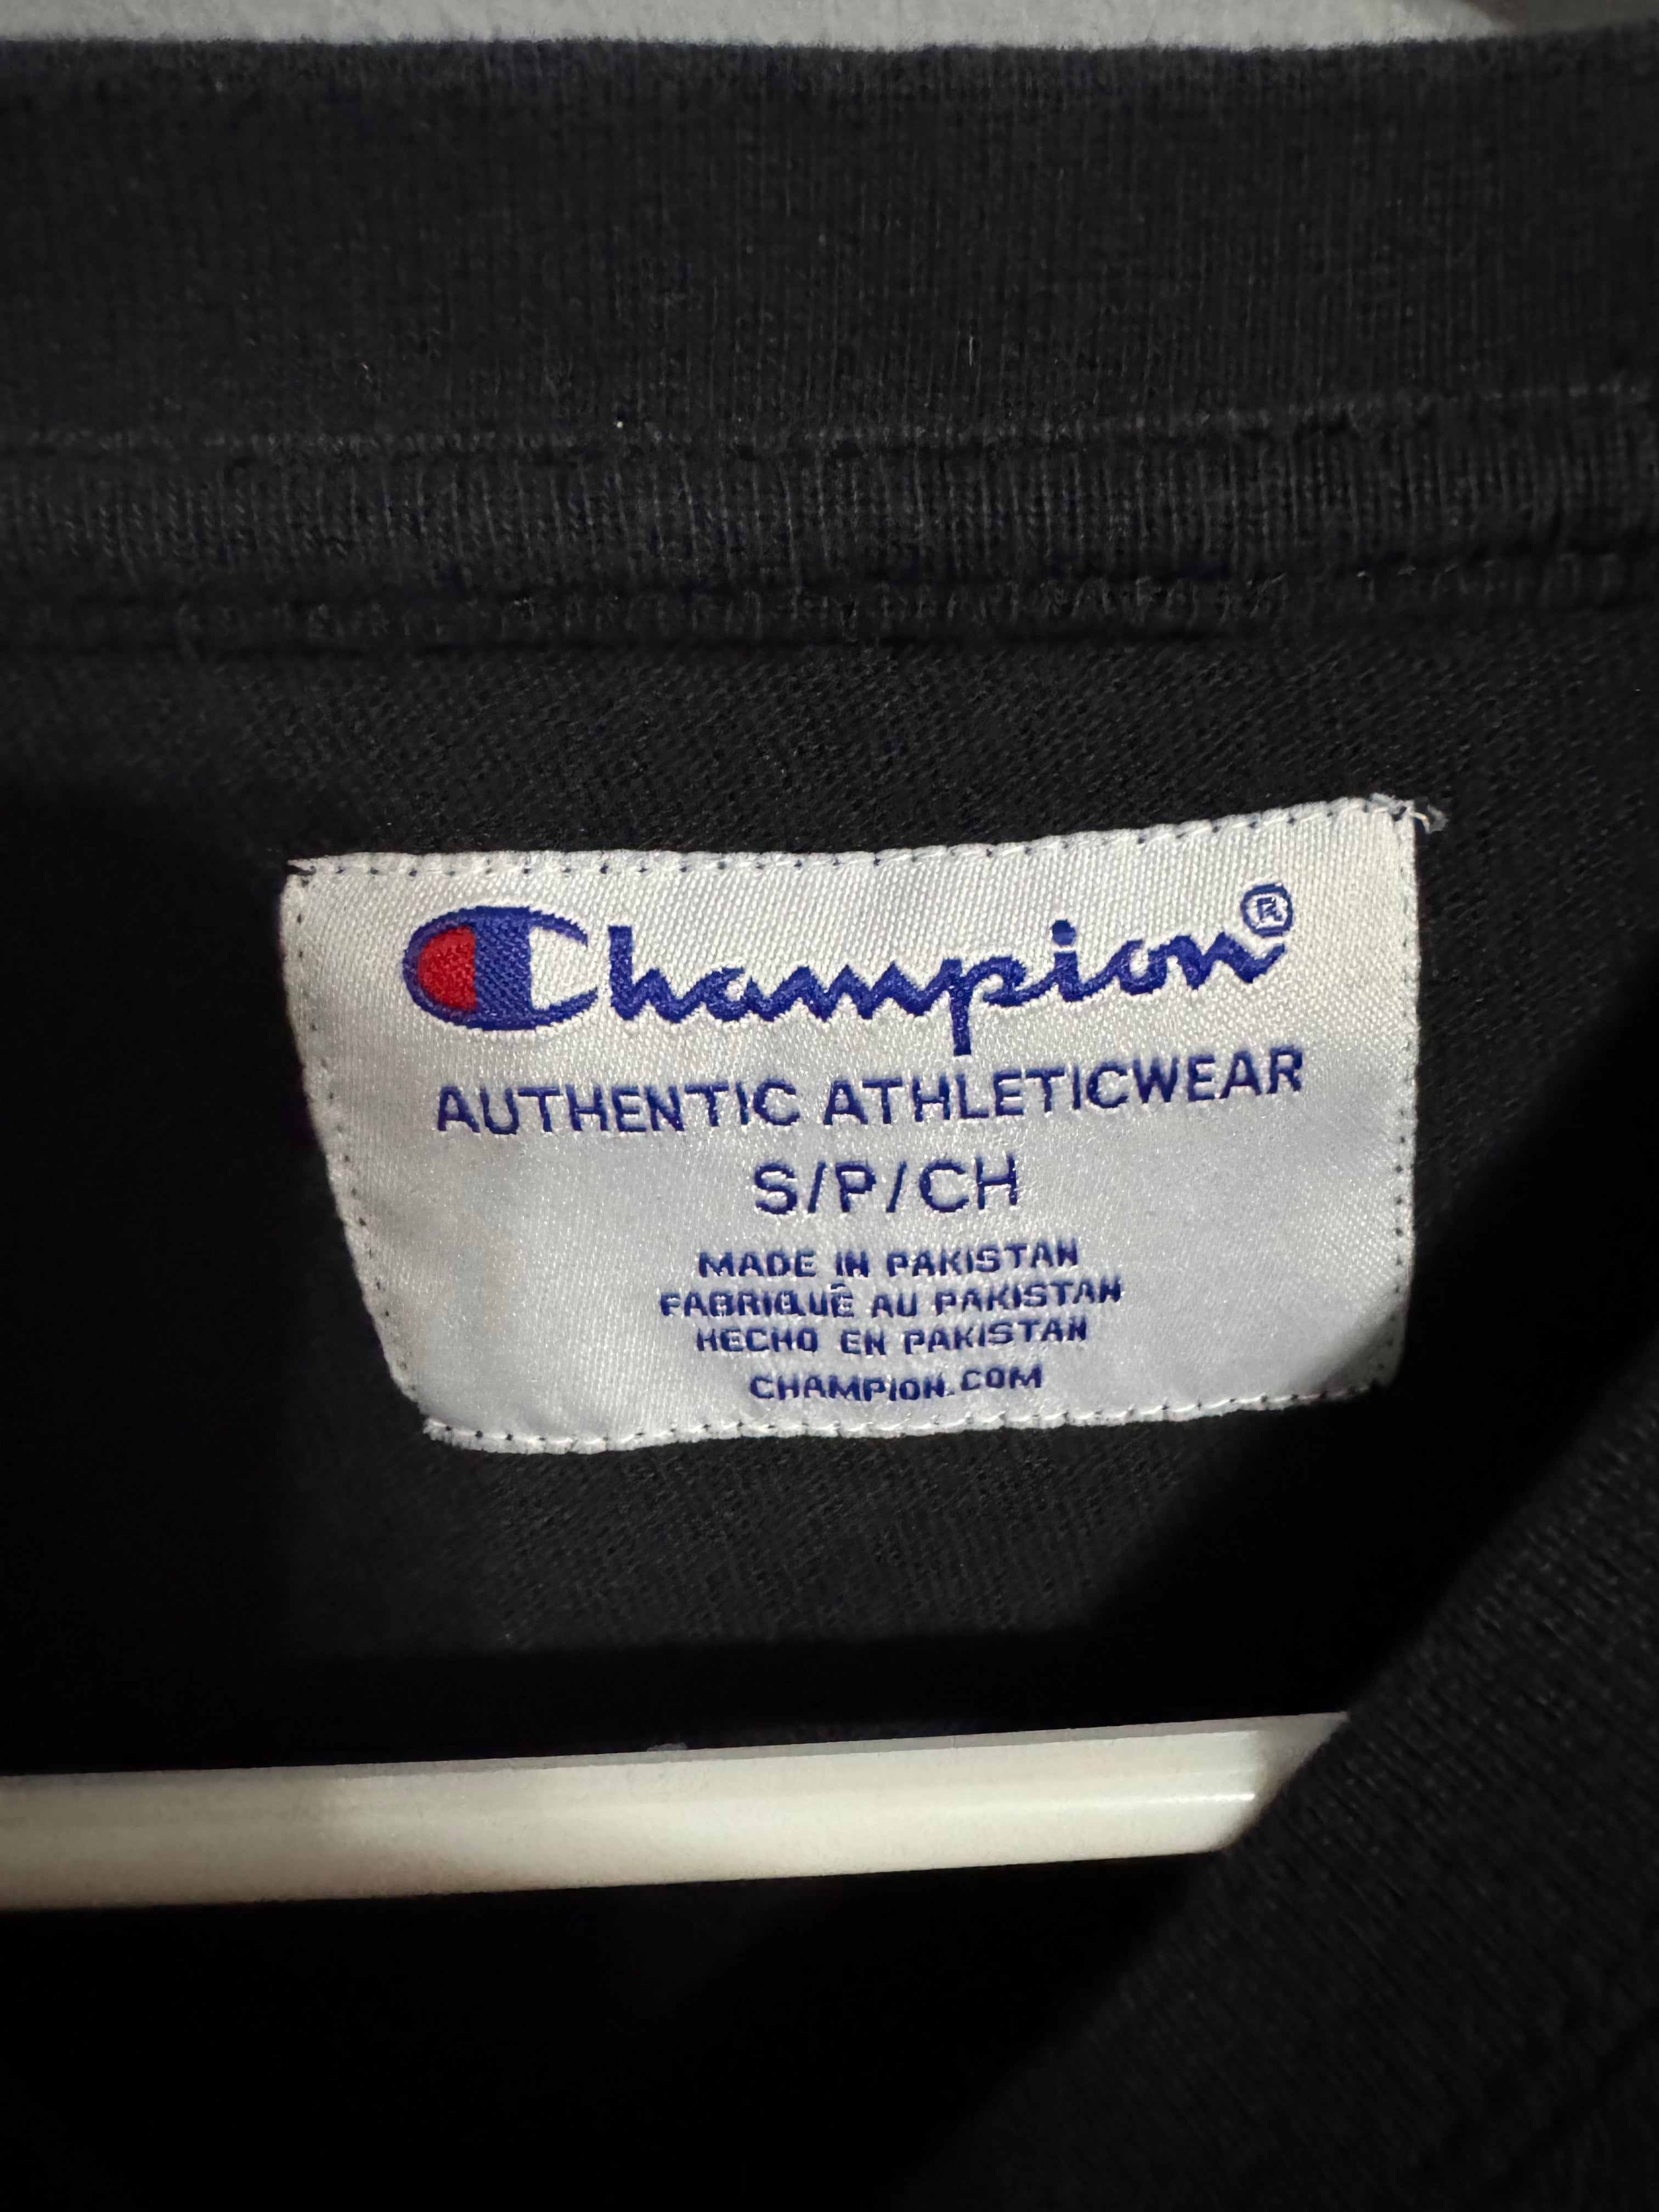 Champion®
AUTHENTIC ATHLETICWEAR
S/P/CH
MADE IN PAKISTAN
FABRIQUÉ AU PAKISTAN
HECHO EN PAKISTAN
CHAMPION.COM